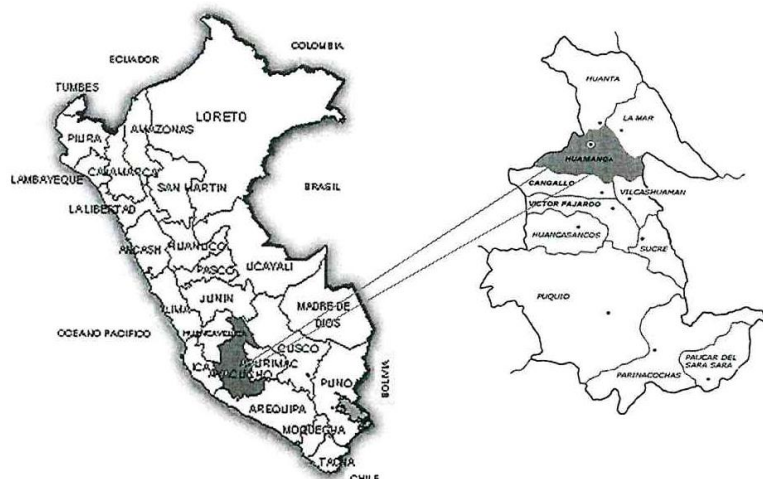 COLOMBIA
ECUADOR
TUMBES
LORETO
PIURA
AMAZONAS
LAMBAYEQUE
CAJAMARCA
SAN MARTIN
BRASIL
LA LIBERTAD
ANCASH
HUANUCO
PASCO
UCAYALI
LIMA
JUNIN
MADRE DE
DIOS
OCEANO PACIFICO
HUANCAVELICA
CUSCO
ICA
APURIMAC
AYACUCHO
PUNO
BOLIVIA
AREQUIPA
MOQUEGUA
TACNA
CHILE
HUANTA
LA MAR
HUAMANGA
CANGALLO
VILCASHUAMAN
VICTOR FAJARDO
HUANCASANCOS
SUCRE
PUQUIO
PAUCAR DEL
SARA SARA
PARINACOCHAS